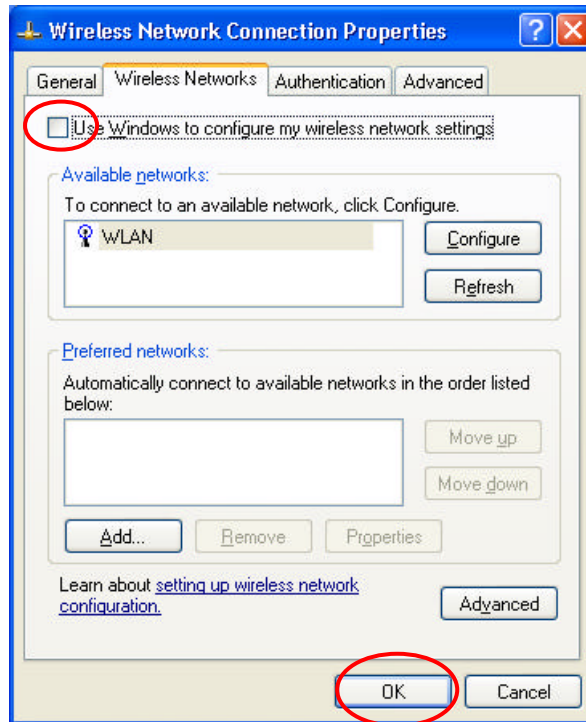 Wireless Network Connection Properties
General Wireless Networks Authentication Advanced
Use Windows to configure my wireless network settings
Available networks:
To connect to an available network, click Configure.
WLAN
Configure
Refresh
Preferred networks:
Automatically connect to available networks in the order listed
below:
Move up
Move down
Add... Remove Properties
Learn about setting up wireless network
configuration.
Advanced
OK Cancel